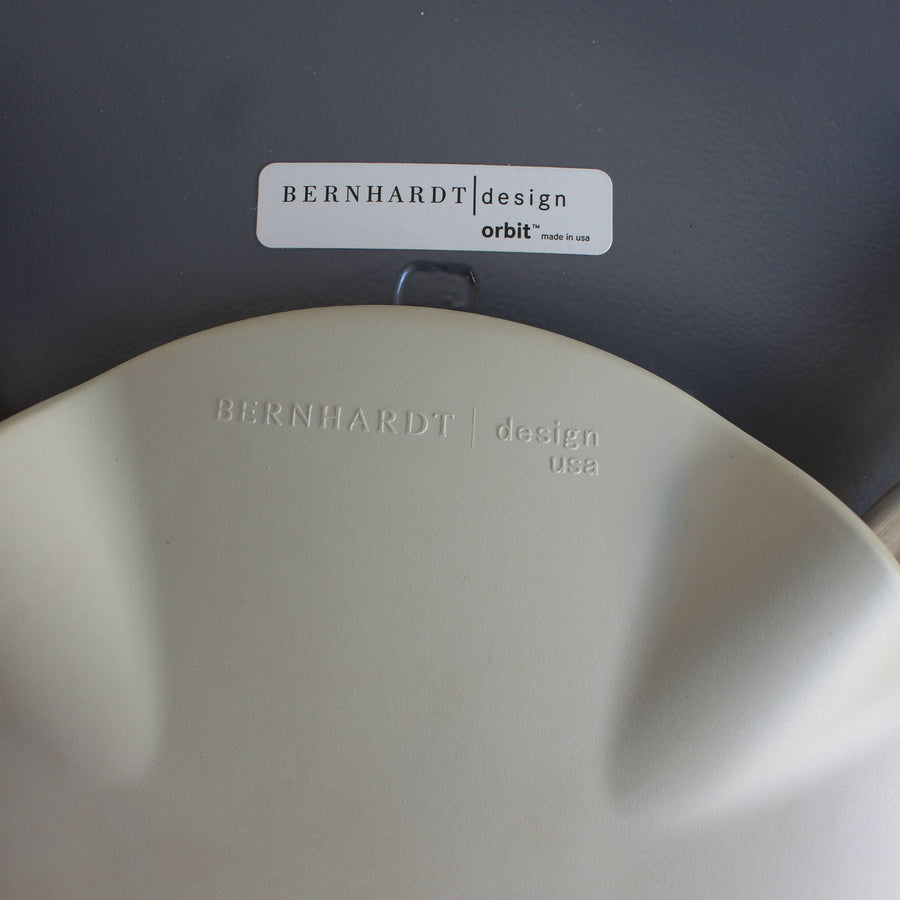 BERNHARDT | design
orbit™ made in usa
BERNHARDT | design
usa